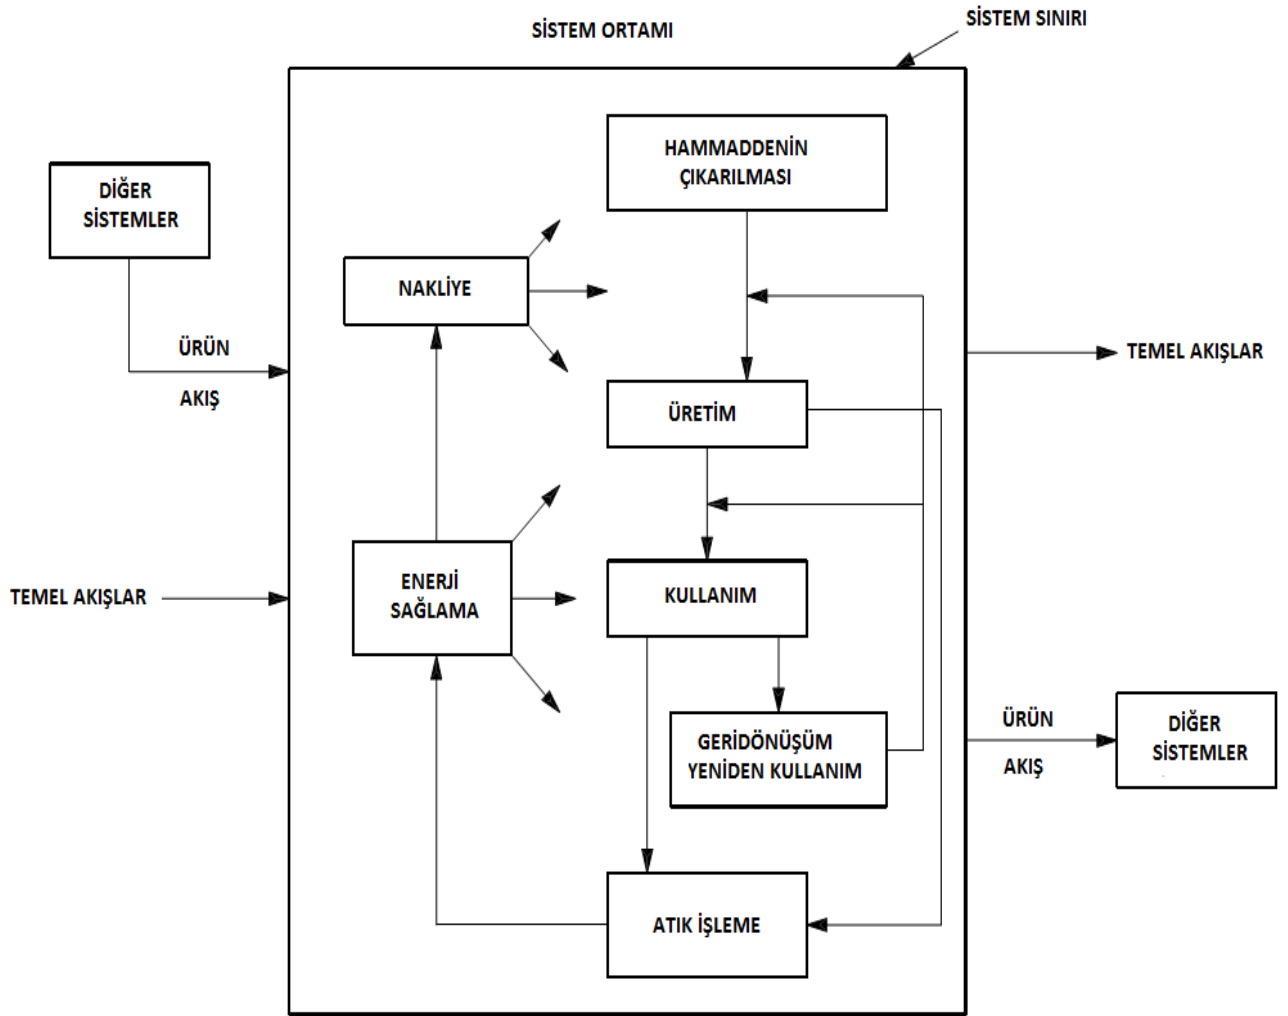 SİSTEM ORTAMI
SİSTEM SINIRI
HAMMADDENİN
ÇIKARILMASI
DİĞER
SİSTEMLER
NAKLİYE
ÜRÜN
AKIŞ
TEMEL AKIŞLAR
ÜRETİM
ENERJİ
SAĞLAMA
TEMEL AKIŞLAR
KULLANIM
GERİDÖNÜŞÜM
YENİDEN KULLANIM
ÜRÜN
AKIŞ
DİĞER
SİSTEMLER
ATIK İŞLEME